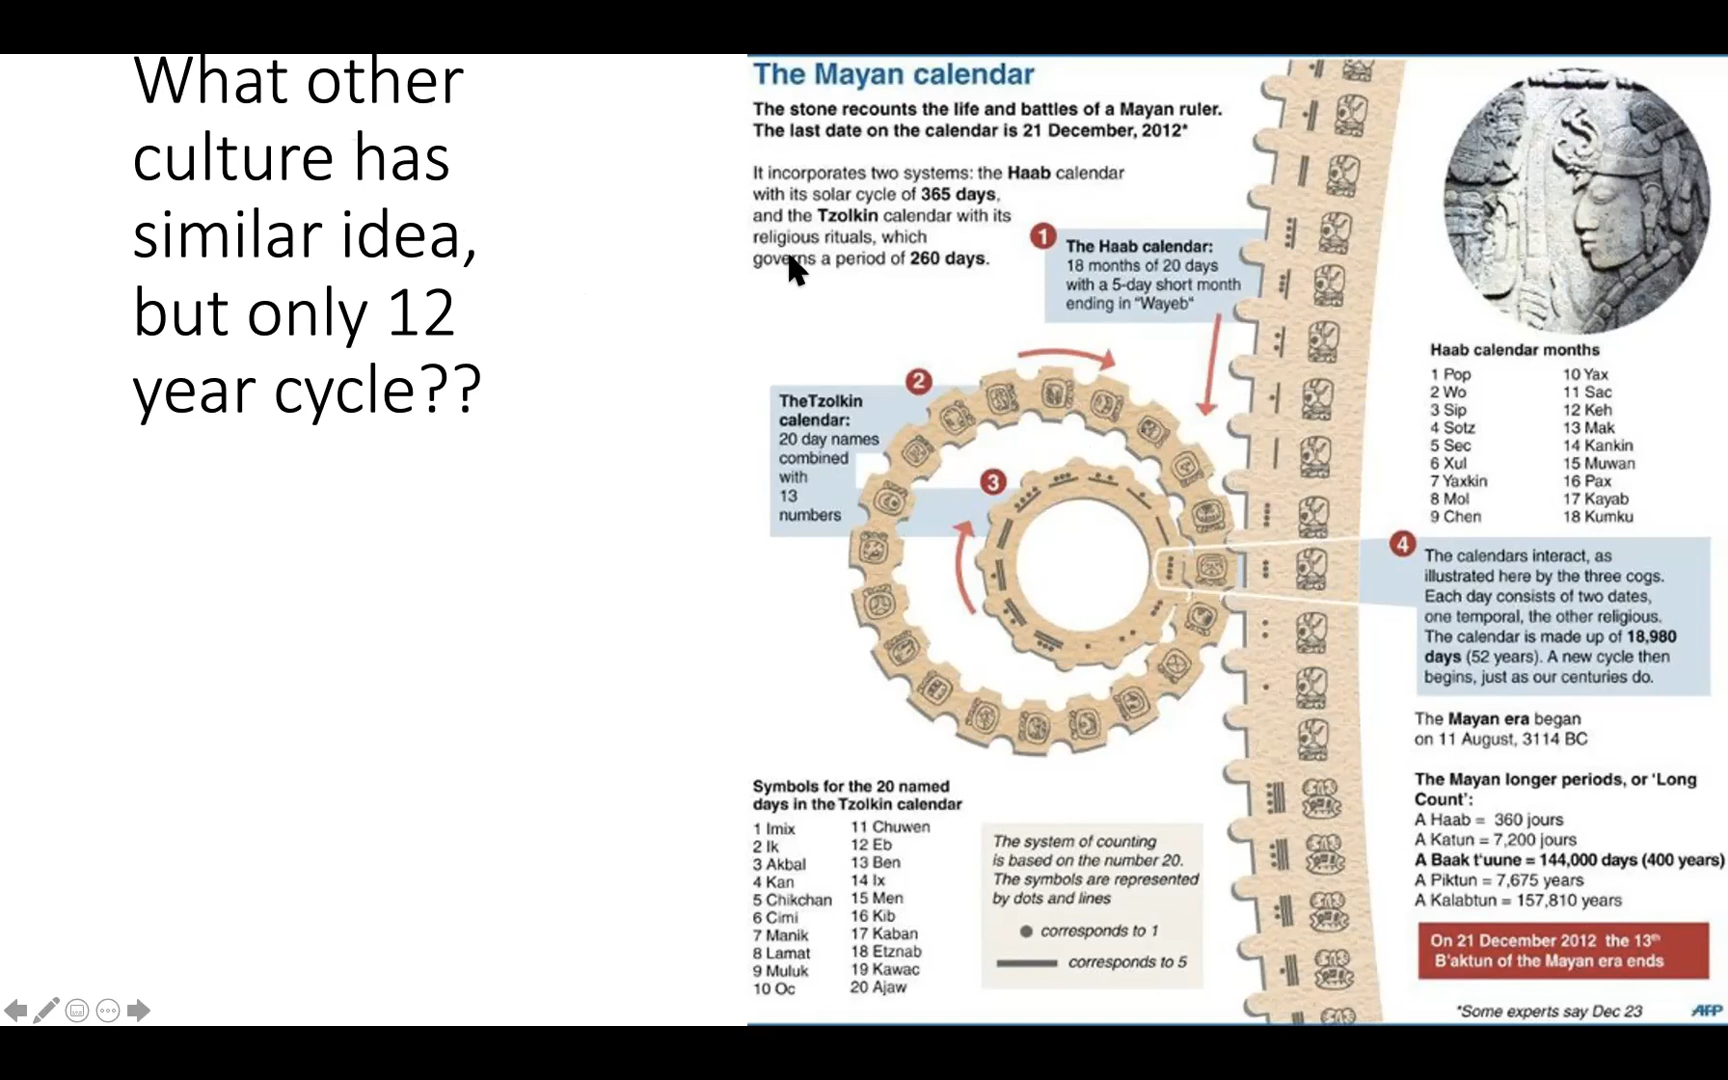 What other
culture has
similar idea,
but only 12
year cycle??
The Mayan calendar
The stone recounts the life and battles of a Mayan ruler.
The last date on the calendar is 21 December, 2012*
It incorporates two systems: the Haab calendar
with its solar cycle of 365 days,
and the Tzolkin calendar with its
religious rituals, which
governs a period of 260 days.
1
The Haab calendar:
18 months of 20 days
with a 5-day short month
ending in "Wayeb"
2
TheTzolkin
calendar:
20 day names
combined
with
13
numbers
3
Haab calendar months
1 Pop
2 Wo
3 Sip
4 Sotz
5 Sec
6 Xul
7 Yaxkin
8 Mol
9 Chen
10 Yax
11 Sac
12 Keh
13 Mak
14 Kankin
15 Muwan
16 Pax
17 Kayab
18 Kumku
4
The calendars interact, as
illustrated here by the three cogs.
Each day consists of two dates,
one temporal, the other religious.
The calendar is made up of 18,980
days (52 years). A new cycle then
begins, just as our centuries do.
The Mayan era began
on 11 August, 3114 BC
The Mayan longer periods, or 'Long
Count':
A Haab = 360 jours
A Katun = 7,200 jours
A Baak t'uune = 144,000 days (400 years)
A Piktun = 7,675 years
A Kalabtun = 157,810 years
On 21 December 2012 the 13th
B'aktun of the Mayan era ends
*Some experts say Dec 23
AFP
Symbols for the 20 named
days in the Tzolkin calendar
1 Imix
2 Ik
3 Akbal
4 Kan
5 Chikchan
6 Cimi
7 Manik
8 Lamat
9 Muluk
10 Oc
11 Chuwen
12 Eb
13 Ben
14 Ix
15 Men
16 Kib
17 Kaban
18 Etznab
19 Kawac
20 Ajaw
The system of counting
is based on the number 20.
The symbols are represented
by dots and lines
corresponds to 1
corresponds to 5